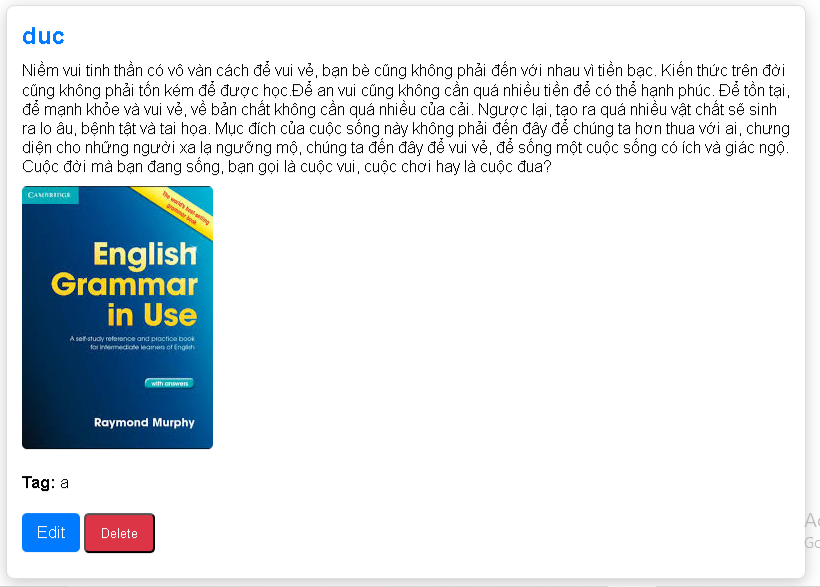 duc
Niềm vui tinh thần có vô vàn cách để vui vẻ, bạn bè cũng không phải đến với nhau vì tiền bạc. Kiến thức trên đời
cũng không phải tốn kém để được học.Để an vui cũng không cần quá nhiều tiền để có thể hạnh phúc. Để tồn tại,
để mạnh khỏe và vui vẻ, về bản chất không cần quá nhiều của cải. Ngược lại, tạo ra quá nhiều vật chất sẽ sinh
ra lo âu, bệnh tật và tai họa. Mục đích của cuộc sống này không phải đến đây để chúng ta hơn thua với ai, chưng
diện cho những người xa lạ ngưỡng mộ, chúng ta đến đây để vui vẻ, để sống một cuộc sống có ích và giác ngộ.
Cuộc đời mà bạn đang sống, bạn gọi là cuộc vui, cuộc chơi hay là cuộc đua?
CAMBRIDGE
The world's best-selling
grammar book
English
Grammar
in Use
A self-study reference and practice book
for intermediate learners of English
with answers
Raymond Murphy
Tag: a
Edit Delete